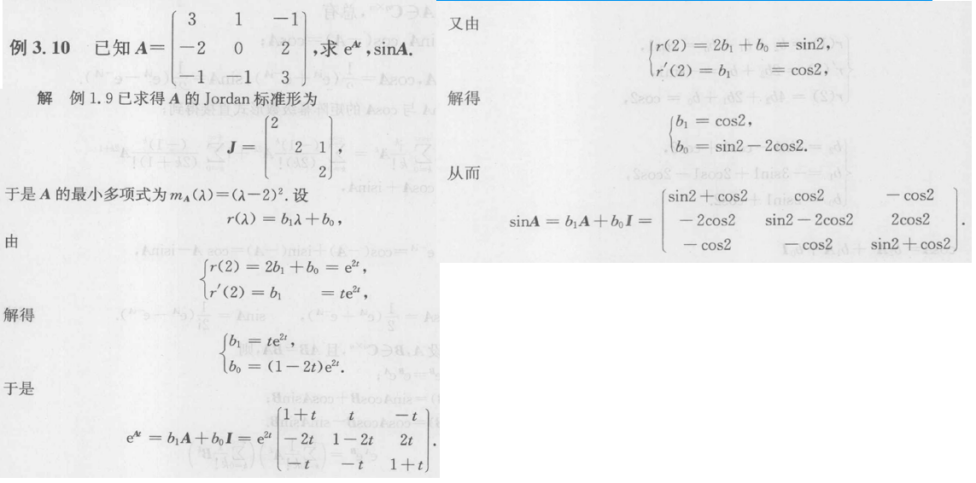 例 3.10 已知 A=
3 1 −1
−2 0 2
−1 −1 3
,求 e^{At},sinA.
解 例 1.9 已求得 A 的 Jordan 标准形为
J=
2
2 1
2
,
于是 A 的最小多项式为 m_A(λ)=(λ−2)². 设
r(λ)=b₁λ+b₀,
由
r(2)=2b₁+b₀=e^{2t},
r′(2)=b₁ =te^{2t},
解得
b₁=te^{2t},
b₀=(1−2t)e^{2t}.
于是
e^{At}=b₁A+b₀I=e^{2t}
1+t t −t
−2t 1−2t 2t
−t −t 1+t
.
又由
r(2)=2b₁+b₀=sin2,
r′(2)=b₁ =cos2,
解得
b₁=cos2,
b₀=sin2−2cos2.
从而
sinA=b₁A+b₀I=
sin2+cos2 cos2 −cos2
−2cos2 sin2−2cos2 2cos2
−cos2 −cos2 sin2+cos2
.